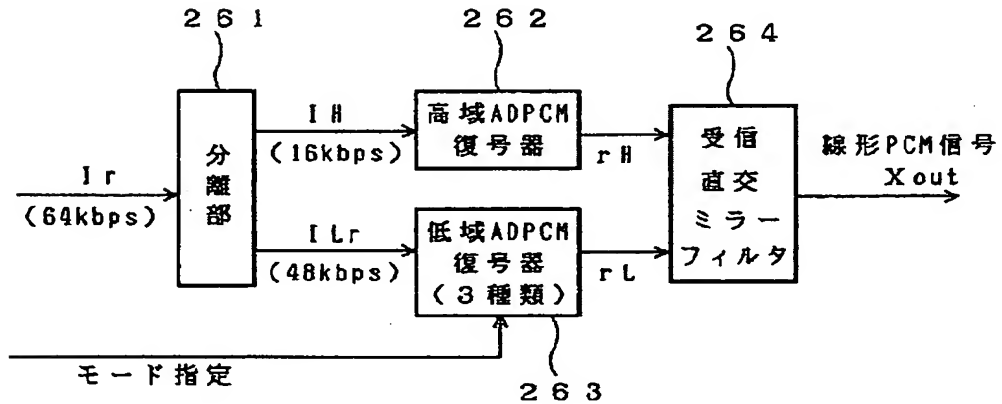 261
262
264
Ir
(64kbps)
分離部
IH
(16kbps)
ILr
(48kbps)
高域ADPCM
復号器
低域ADPCM
復号器
(3種類)
rH
rL
受信
直交
ミラー
フィルタ
線形PCM信号
Xout
モード指定
263